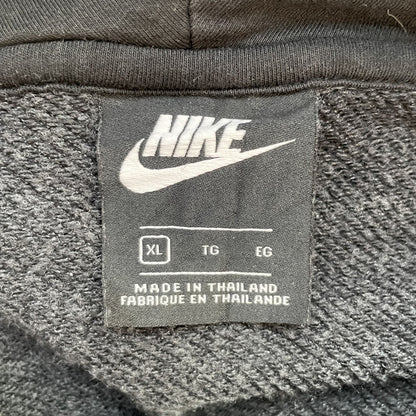 NIKE
XL TG EG
MADE IN THAILAND
FABRIQUE EN THAILANDE